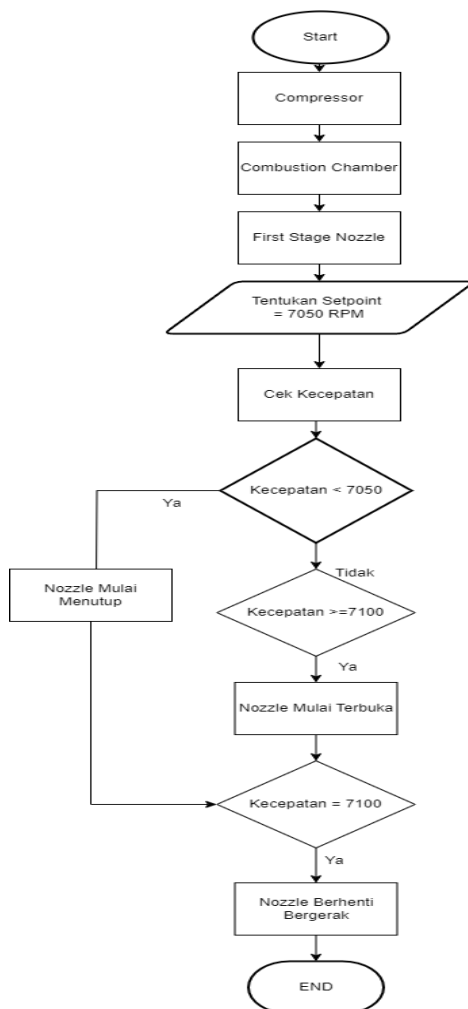 Start
Compressor
Combustion Chamber
First Stage Nozzle
Tentukan Setpoint
= 7050 RPM
Cek Kecepatan
Kecepatan < 7050
Ya
Nozzle Mulai
Menutup
Tidak
Kecepatan >=7100
Ya
Nozzle Mulai Terbuka
Kecepatan = 7100
Ya
Nozzle Berhenti
Bergerak
END